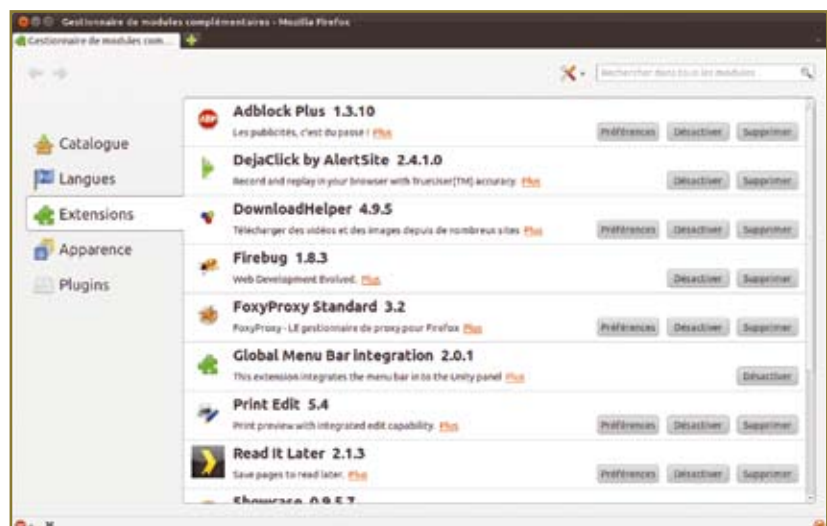 Gestionnaire de modules complémentaires - Mozilla Firefox
Gestionnaire de modules com...
Rechercher dans tous les modules
Catalogue
Langues
Extensions
Apparence
Plugins
Adblock Plus 1.3.10
Les publicités, c'est du passé ! Plus
Préférences Désactiver Supprimer
DejaClick by AlertSite 2.4.1.0
Record and replay in your browser with TrueUser(TM) accuracy. Plus
Désactiver Supprimer
DownloadHelper 4.9.5
Télécharger des vidéos et des images depuis de nombreux sites Plus
Préférences Désactiver Supprimer
Firebug 1.8.3
Web Development Evolved. Plus
Désactiver Supprimer
FoxyProxy Standard 3.2
FoxyProxy - LE gestionnaire de proxy pour Firefox Plus
Préférences Désactiver Supprimer
Global Menu Bar integration 2.0.1
This extension integrates the menu bar in to the Unity panel Plus
Désactiver
Print Edit 5.4
Print preview with integrated edit capability. Plus
Préférences Désactiver Supprimer
Read It Later 2.1.3
Save pages to read later. Plus
Préférences Désactiver Supprimer
Showcase 0.9.5.7